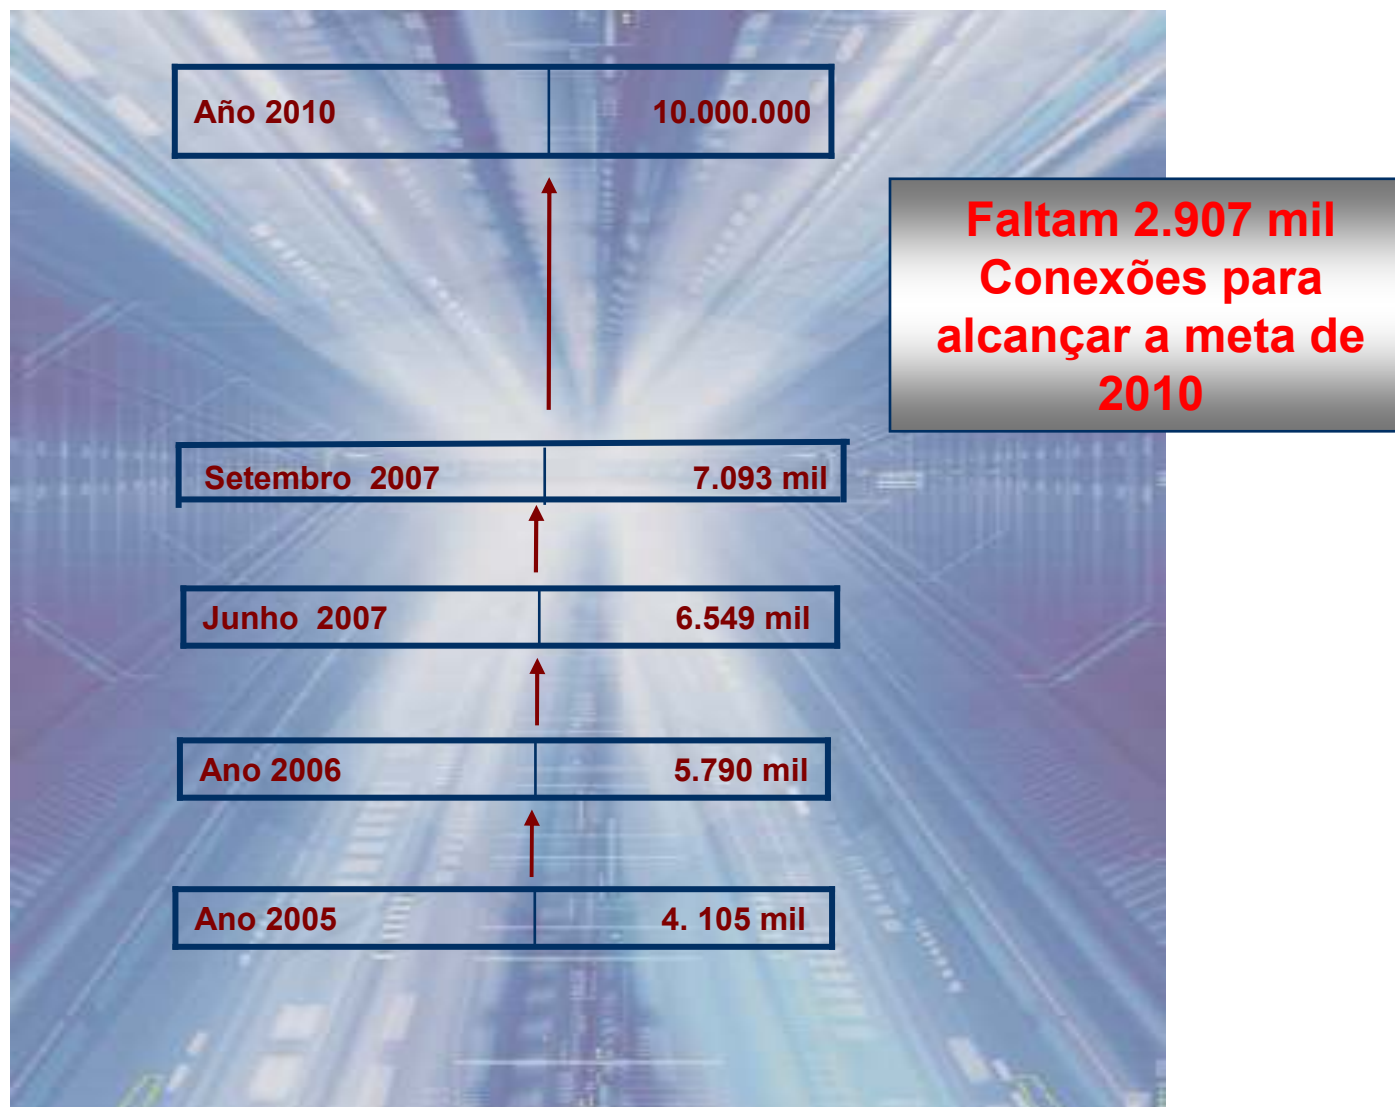 Año 2010 10.000.000
Faltam 2.907 mil
Conexões para
alcançar a meta de
2010
Setembro 2007 7.093 mil
Junho 2007 6.549 mil
Ano 2006 5.790 mil
Ano 2005 4. 105 mil